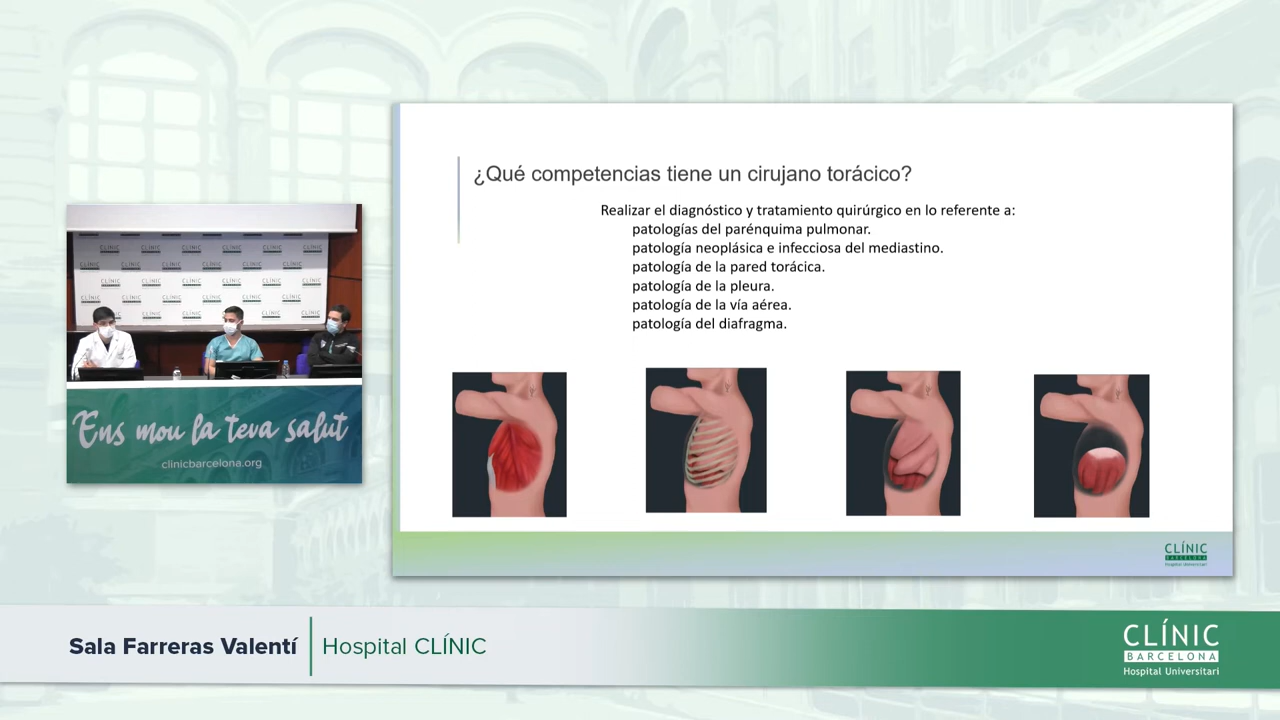 ¿Qué competencias tiene un cirujano torácico?
Realizar el diagnóstico y tratamiento quirúrgico en lo referente a:
patologías del parénquima pulmonar.
patología neoplásica e infecciosa del mediastino.
patología de la pared torácica.
patología de la pleura.
patología de la vía aérea.
patología del diafragma.
CLÍNIC
BARCELONA
Hospital Universitari
Ens mou la teva salut
clinicbarcelona.org
Sala Farreras Valentí
Hospital CLÍNIC
CLÍNIC
BARCELONA
Hospital Universitari